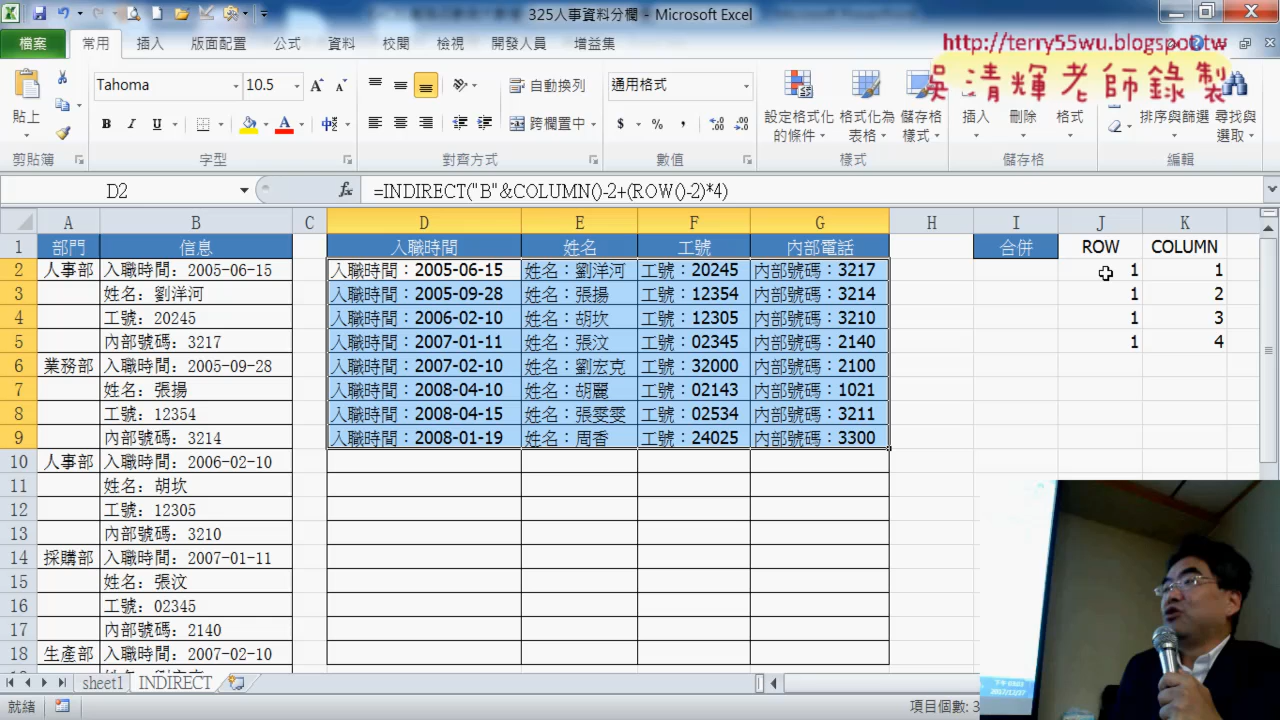 325人事資料分欄 - Microsoft Excel
檔案 常用 插入 版面配置 公式 資料 校閱 檢視 開發人員 增益集
http://terry55wu.blogspot.tw
吳清輝老師錄製
Tahoma 10.5 自動換列 通用格式
貼上 跨欄置中 設定格式化的條件 格式化為表格 儲存格樣式 插入 刪除 格式 排序與篩選 尋找與選取
剪貼簿 字型 對齊方式 數值 樣式 儲存格 編輯
D2 fx =INDIRECT("B"&COLUMN()-2+(ROW()-2)*4)
A B C D E F G H I J K
1 部門 信息 入職時間 姓名 工號 內部電話 合併 ROW COLUMN
2 人事部 入職時間: 2005-06-15 入職時間：2005-06-15 姓名：劉洋河 工號：20245 內部號碼：3217 1 1
3 姓名: 劉洋河 入職時間：2005-09-28 姓名：張揚 工號：12354 內部號碼：3214 1 2
4 工號: 20245 入職時間：2006-02-10 姓名：胡坎 工號：12305 內部號碼：3210 1 3
5 內部號碼: 3217 入職時間：2007-01-11 姓名：張汶 工號：02345 內部號碼：2140 1 4
6 業務部 入職時間: 2005-09-28 入職時間：2007-02-10 姓名：劉宏克 工號：32000 內部號碼：2100
7 姓名: 張揚 入職時間：2008-04-10 姓名：胡麗 工號：02143 內部號碼：1021
8 工號: 12354 入職時間：2008-04-15 姓名：張雯雯 工號：02534 內部號碼：3211
9 內部號碼: 3214 入職時間：2008-01-19 姓名：周香 工號：24025 內部號碼：3300
10 人事部 入職時間: 2006-02-10
11 姓名: 胡坎
12 工號: 12305
13 內部號碼: 3210
14 採購部 入職時間: 2007-01-11
15 姓名: 張汶
16 工號: 02345
17 內部號碼: 2140
18 生產部 入職時間: 2007-02-10
sheet1 INDIRECT
就緒 項目個數: 3